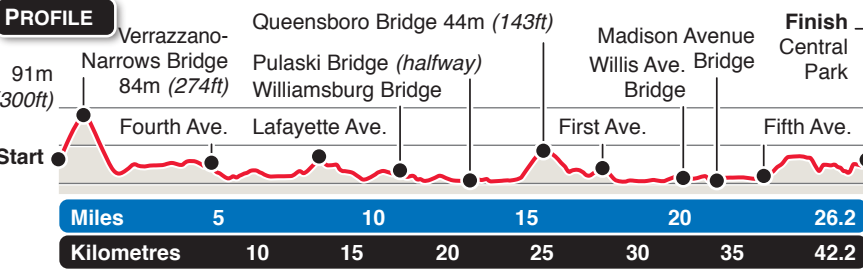 PROFILE
Verrazzano-
Narrows Bridge
84m (274ft)
Queensboro Bridge 44m (143ft)
Pulaski Bridge (halfway)
Williamsburg Bridge
Madison Avenue
Bridge
Willis Ave.
Bridge
Finish
Central
Park
91m
(300ft)
Fourth Ave.
Lafayette Ave.
First Ave.
Fifth Ave.
Start
Miles 5 10 15 20 26.2
Kilometres 10 15 20 25 30 35 42.2